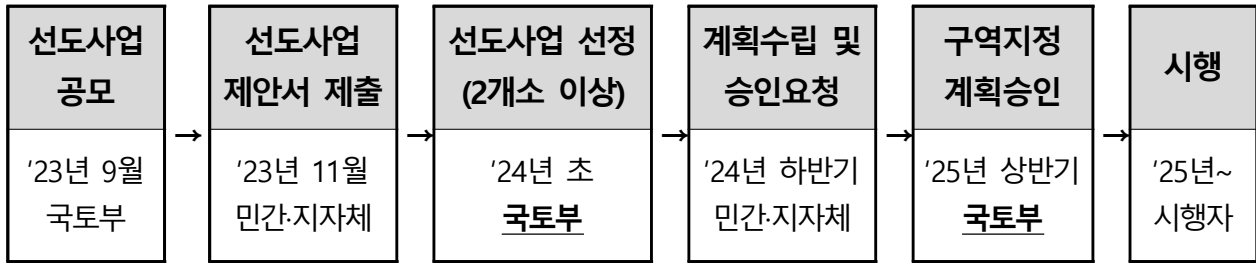 선도사업
공모
'23년 9월
국토부
→
선도사업
제안서 제출
'23년 11월
민간·지자체
→
선도사업 선정
(2개소 이상)
'24년 초
국토부
→
계획수립 및
승인요청
'24년 하반기
민간·지자체
→
구역지정
계획승인
'25년 상반기
국토부
→
시행
'25년~
시행자